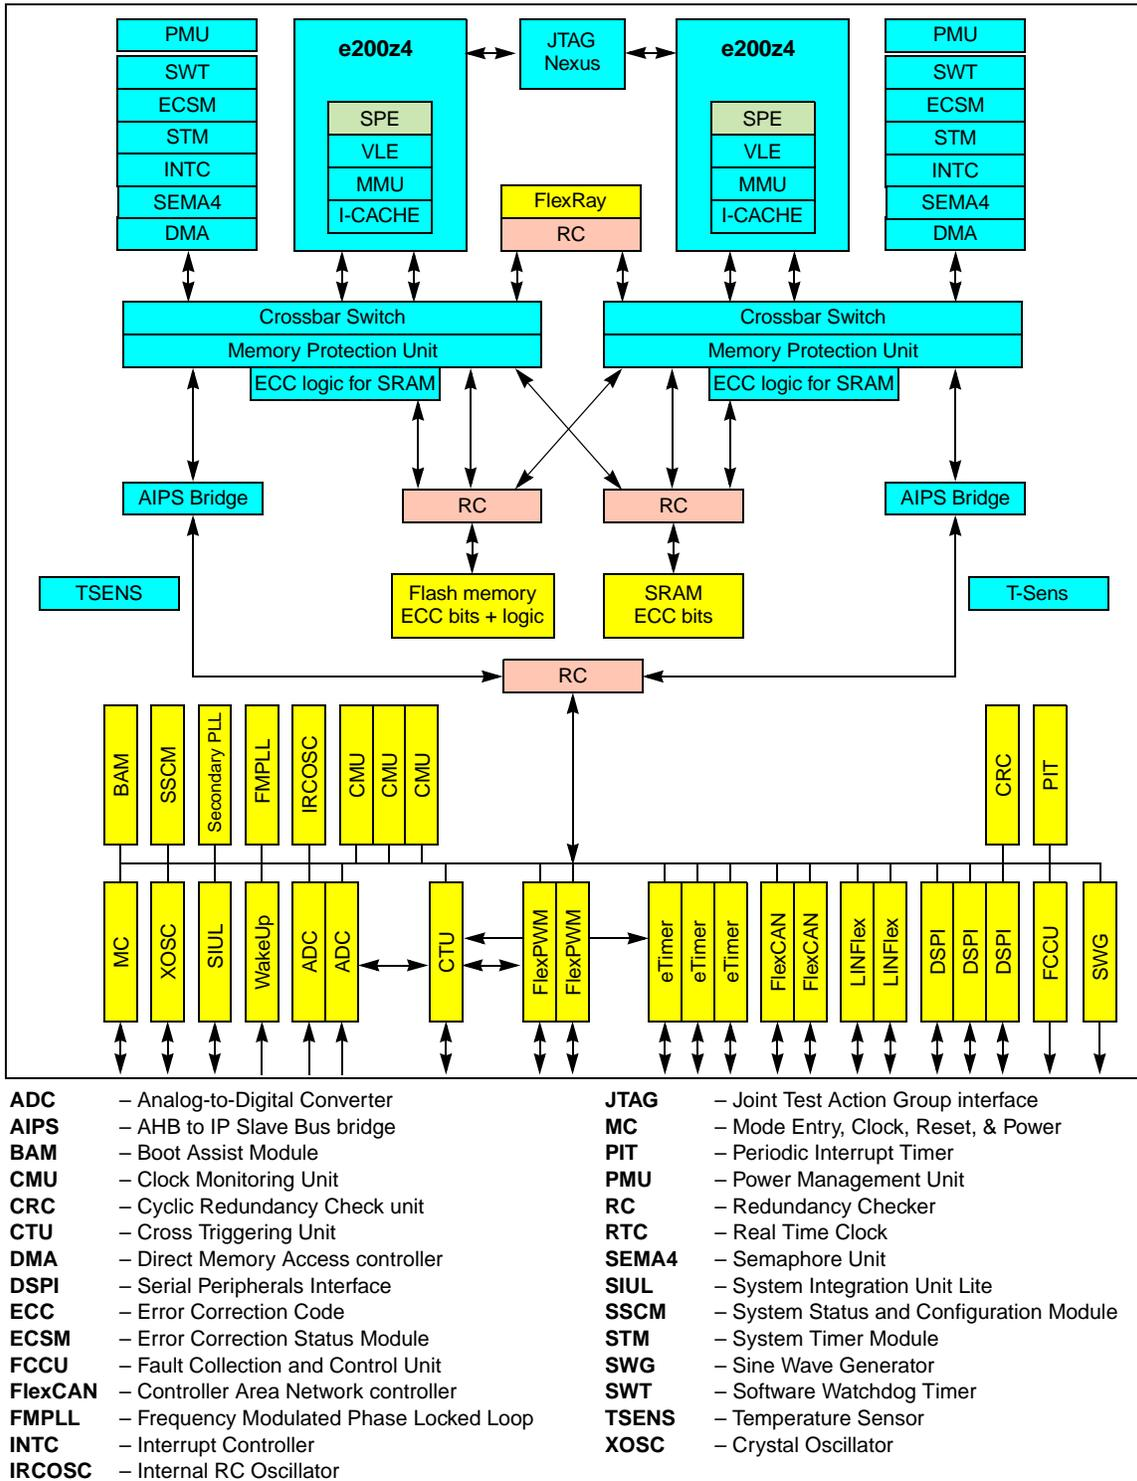 PMU
SWT
ECSM
STM
INTC
SEMA4
DMA
e200z4
SPE
VLE
MMU
I-CACHE
JTAG
Nexus
FlexRay
RC
e200z4
SPE
VLE
MMU
I-CACHE
PMU
SWT
ECSM
STM
INTC
SEMA4
DMA
Crossbar Switch
Memory Protection Unit
ECC logic for SRAM
Crossbar Switch
Memory Protection Unit
ECC logic for SRAM
AIPS Bridge
RC
RC
AIPS Bridge
TSENS
Flash memory
ECC bits + logic
SRAM
ECC bits
T-Sens
RC
BAM
SSCM
Secondary PLL
FMPLL
IRCOSC
CMU
CMU
CMU
CRC
PIT
MC
XOSC
SIUL
WakeUp
ADC
ADC
CTU
FlexPWM
FlexPWM
eTimer
eTimer
eTimer
FlexCAN
FlexCAN
LINFlex
LINFlex
DSPI
DSPI
DSPI
FCCU
SWG
ADC – Analog-to-Digital Converter
AIPS – AHB to IP Slave Bus bridge
BAM – Boot Assist Module
CMU – Clock Monitoring Unit
CRC – Cyclic Redundancy Check unit
CTU – Cross Triggering Unit
DMA – Direct Memory Access controller
DSPI – Serial Peripherals Interface
ECC – Error Correction Code
ECSM – Error Correction Status Module
FCCU – Fault Collection and Control Unit
FlexCAN – Controller Area Network controller
FMPLL – Frequency Modulated Phase Locked Loop
INTC – Interrupt Controller
IRCOSC – Internal RC Oscillator
JTAG – Joint Test Action Group interface
MC – Mode Entry, Clock, Reset, & Power
PIT – Periodic Interrupt Timer
PMU – Power Management Unit
RC – Redundancy Checker
RTC – Real Time Clock
SEMA4 – Semaphore Unit
SIUL – System Integration Unit Lite
SSCM – System Status and Configuration Module
STM – System Timer Module
SWG – Sine Wave Generator
SWT – Software Watchdog Timer
TSENS – Temperature Sensor
XOSC – Crystal Oscillator